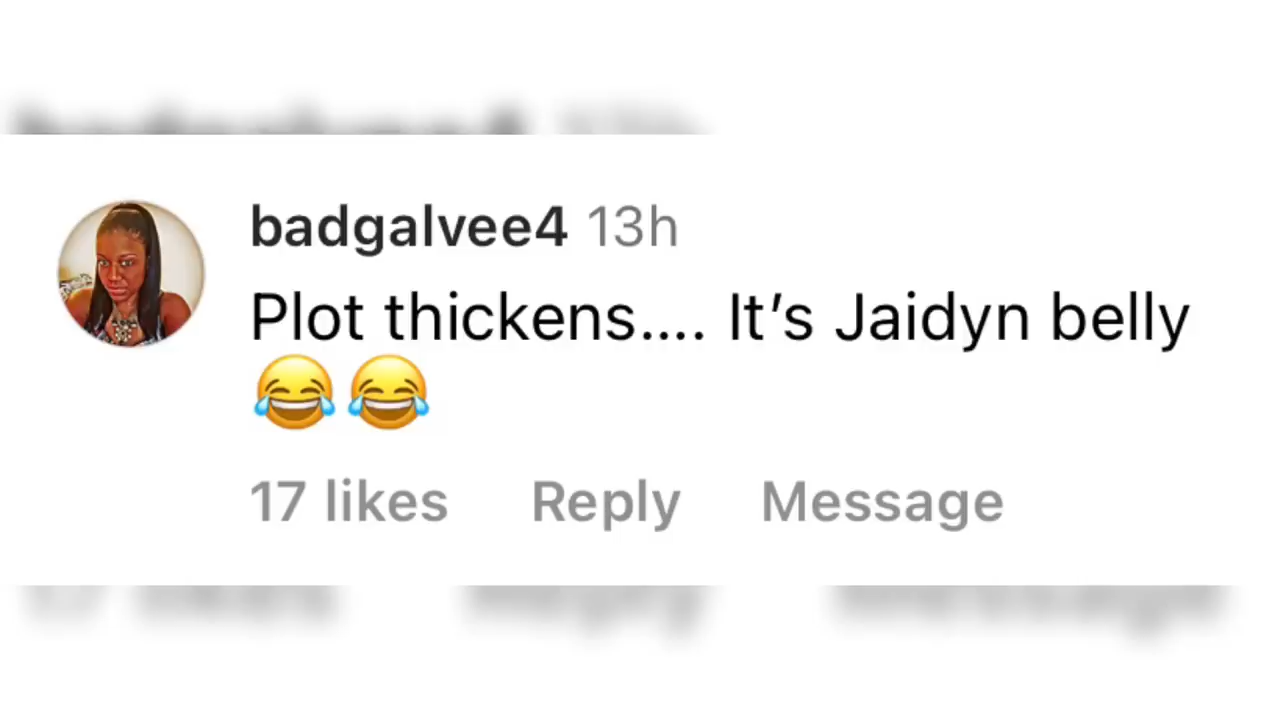 badgalvee4 13h
Plot thickens.... It’s Jaidyn belly
😂😂
17 likes Reply Message